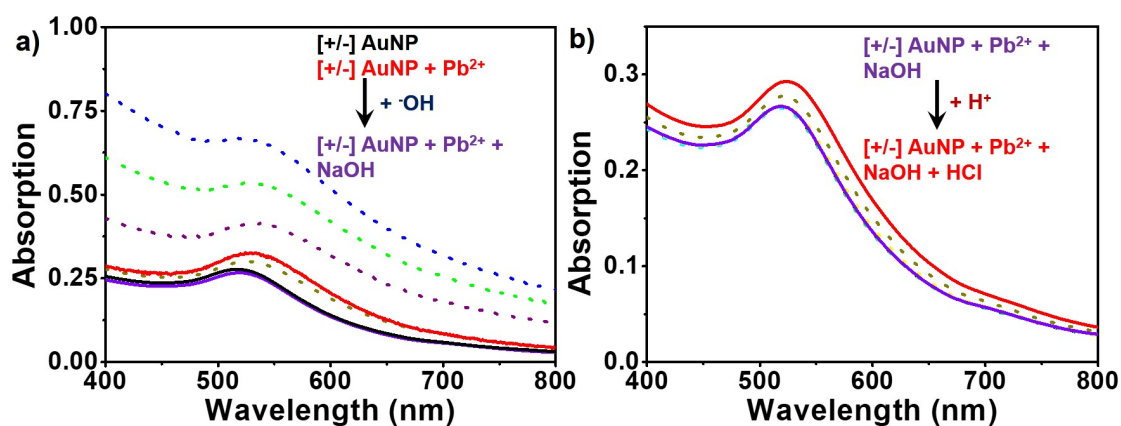 a)
[+/-] AuNP
[+/-] AuNP + Pb²⁺
+ ⁻OH
[+/-] AuNP + Pb²⁺ +
NaOH
1.00
0.75
0.50
0.25
0.00
400 500 600 700 800
Wavelength (nm)
Absorption
b)
[+/-] AuNP + Pb²⁺ +
NaOH
+ H⁺
[+/-] AuNP + Pb²⁺ +
NaOH + HCl
0.3
0.2
0.1
0.0
400 500 600 700 800
Wavelength (nm)
Absorption